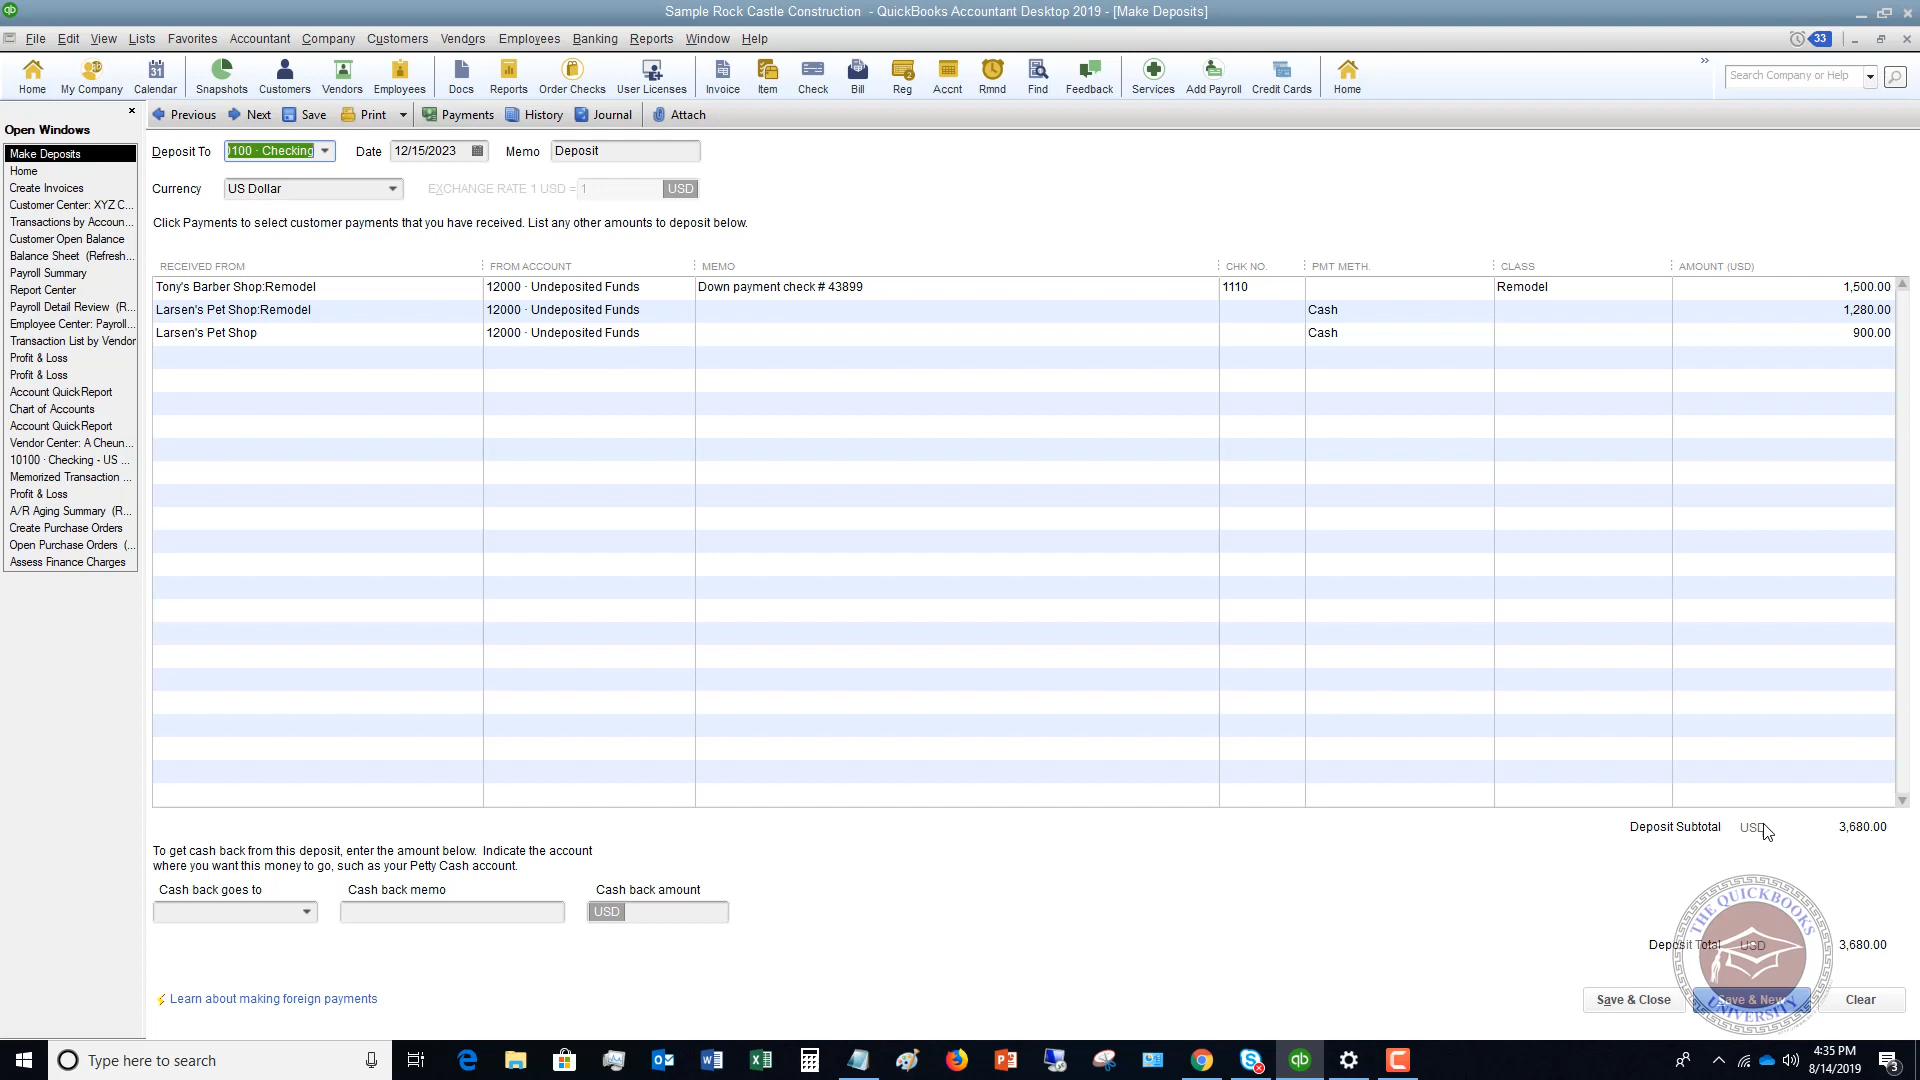 Sample Rock Castle Construction - QuickBooks Accountant Desktop 2019 - [Make Deposits]
File Edit View Lists Favorites Accountant Company Customers Vendors Employees Banking Reports Window Help
33
Home My Company Calendar Snapshots Customers Vendors Employees Docs Reports Order Checks User Licenses Invoice Item Check Bill Reg Accnt Rmnd Find Feedback Services Add Payroll Credit Cards Home
Search Company or Help
Previous Next Save Print Payments History Journal Attach
Open Windows
Make Deposits
Home
Create Invoices
Customer Center: XYZ C...
Transactions by Accoun...
Customer Open Balance
Balance Sheet (Refresh...
Payroll Summary
Report Center
Payroll Detail Review (R...
Employee Center: Payroll...
Transaction List by Vendor
Profit & Loss
Profit & Loss
Account QuickReport
Chart of Accounts
Account QuickReport
Vendor Center: A Cheun...
10100 · Checking - US ...
Memorized Transaction ...
Profit & Loss
A/R Aging Summary (R...
Create Purchase Orders
Open Purchase Orders (...
Assess Finance Charges
Deposit To 0100 · Checking Date 12/15/2023 Memo Deposit
Currency US Dollar EXCHANGE RATE 1 USD = 1 USD
Click Payments to select customer payments that you have received. List any other amounts to deposit below.
RECEIVED FROM FROM ACCOUNT MEMO CHK NO. PMT METH. CLASS AMOUNT (USD)
Tony's Barber Shop:Remodel 12000 · Undeposited Funds Down payment check # 43899 1110 Remodel 1,500.00
Larsen's Pet Shop:Remodel 12000 · Undeposited Funds Cash 1,280.00
Larsen's Pet Shop 12000 · Undeposited Funds Cash 900.00
Deposit Subtotal USD 3,680.00
To get cash back from this deposit, enter the amount below. Indicate the account
where you want this money to go, such as your Petty Cash account.
Cash back goes to Cash back memo Cash back amount
USD
Deposit Total USD 3,680.00
THE QUICKBOOKS
UNIVERSITY
Learn about making foreign payments
Save & Close Save & New Clear
Type here to search
4:35 PM
8/14/2019
3